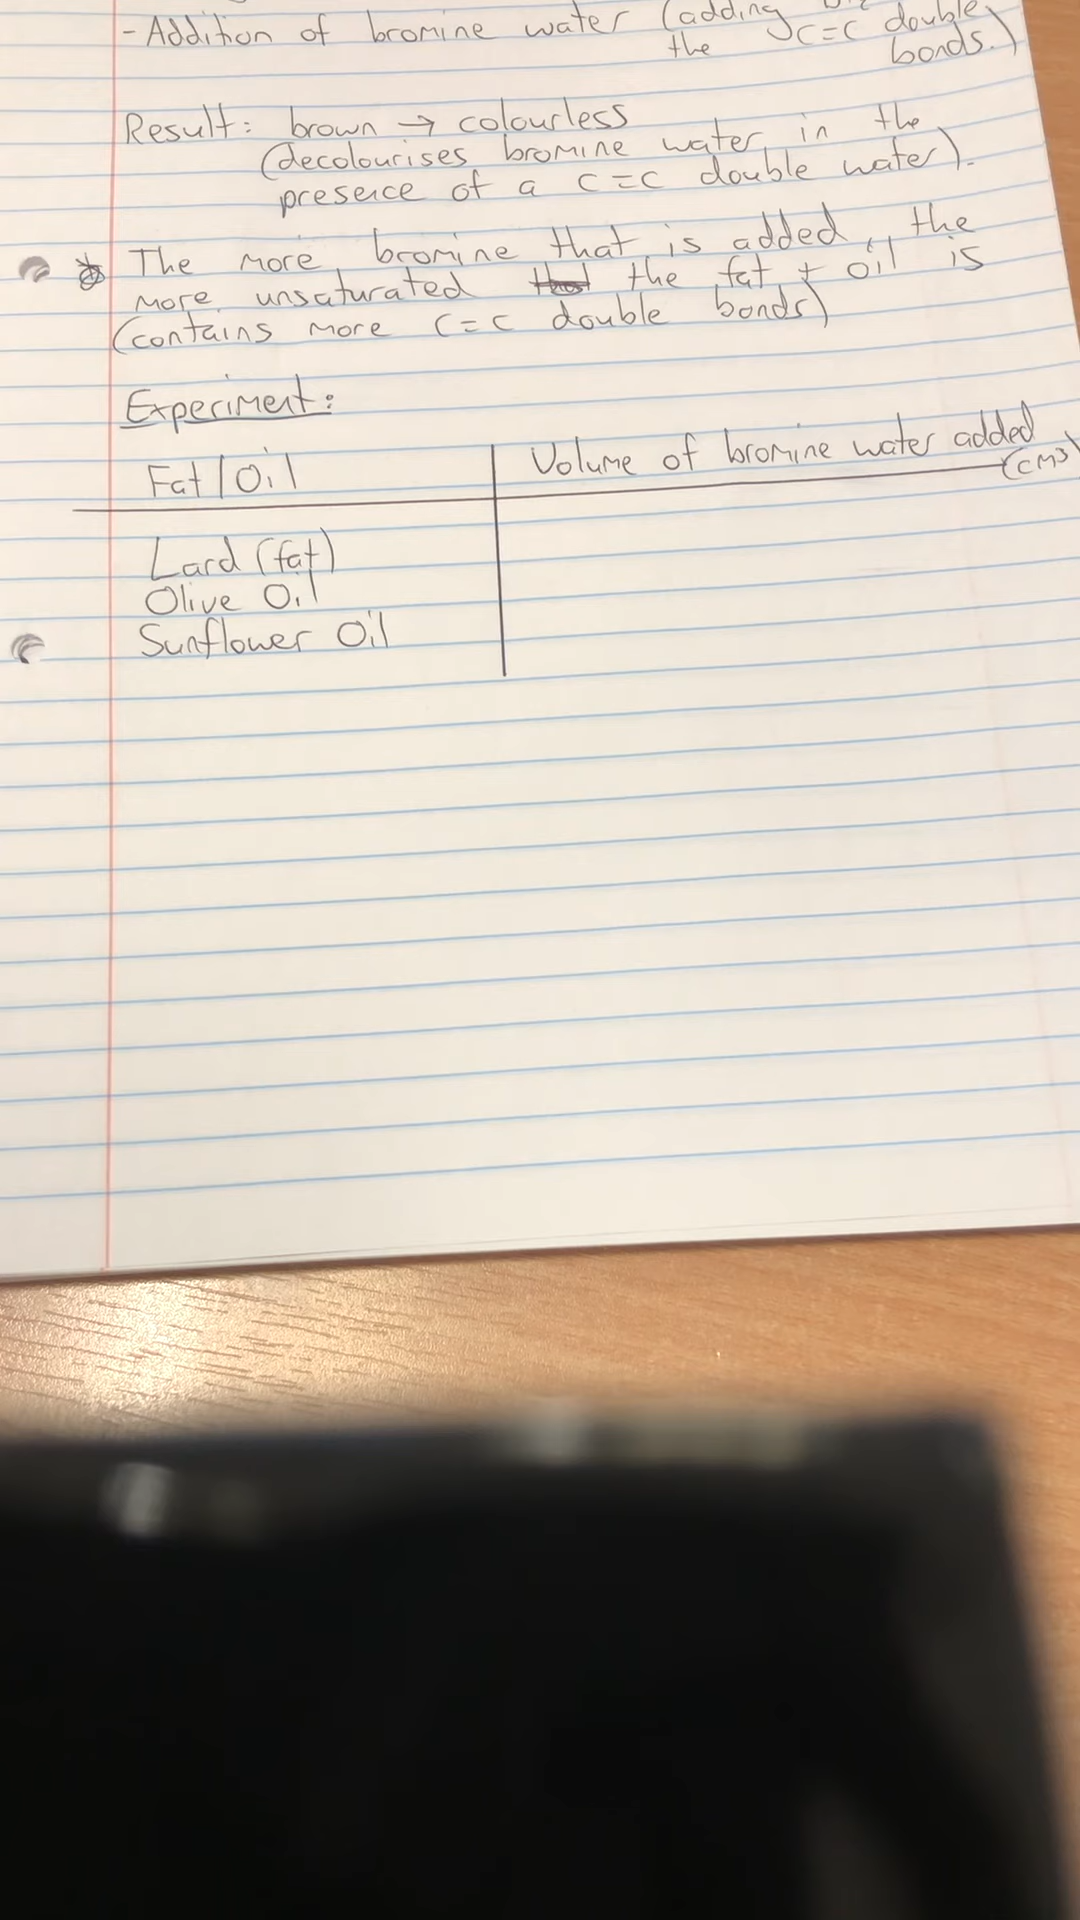 - Addition of bromine water (adding
the C=C double
bonds.)
Result: brown → colourless
(decolourises bromine water in the
presence of a C=C double water).
The more bromine that is added, the
more unsaturated the fat + oil is
(contains more C=C double bonds)
Experiment:
Fat / Oil
Volume of bromine water added
(cm³)
Lard (fat)
Olive Oil
Sunflower Oil